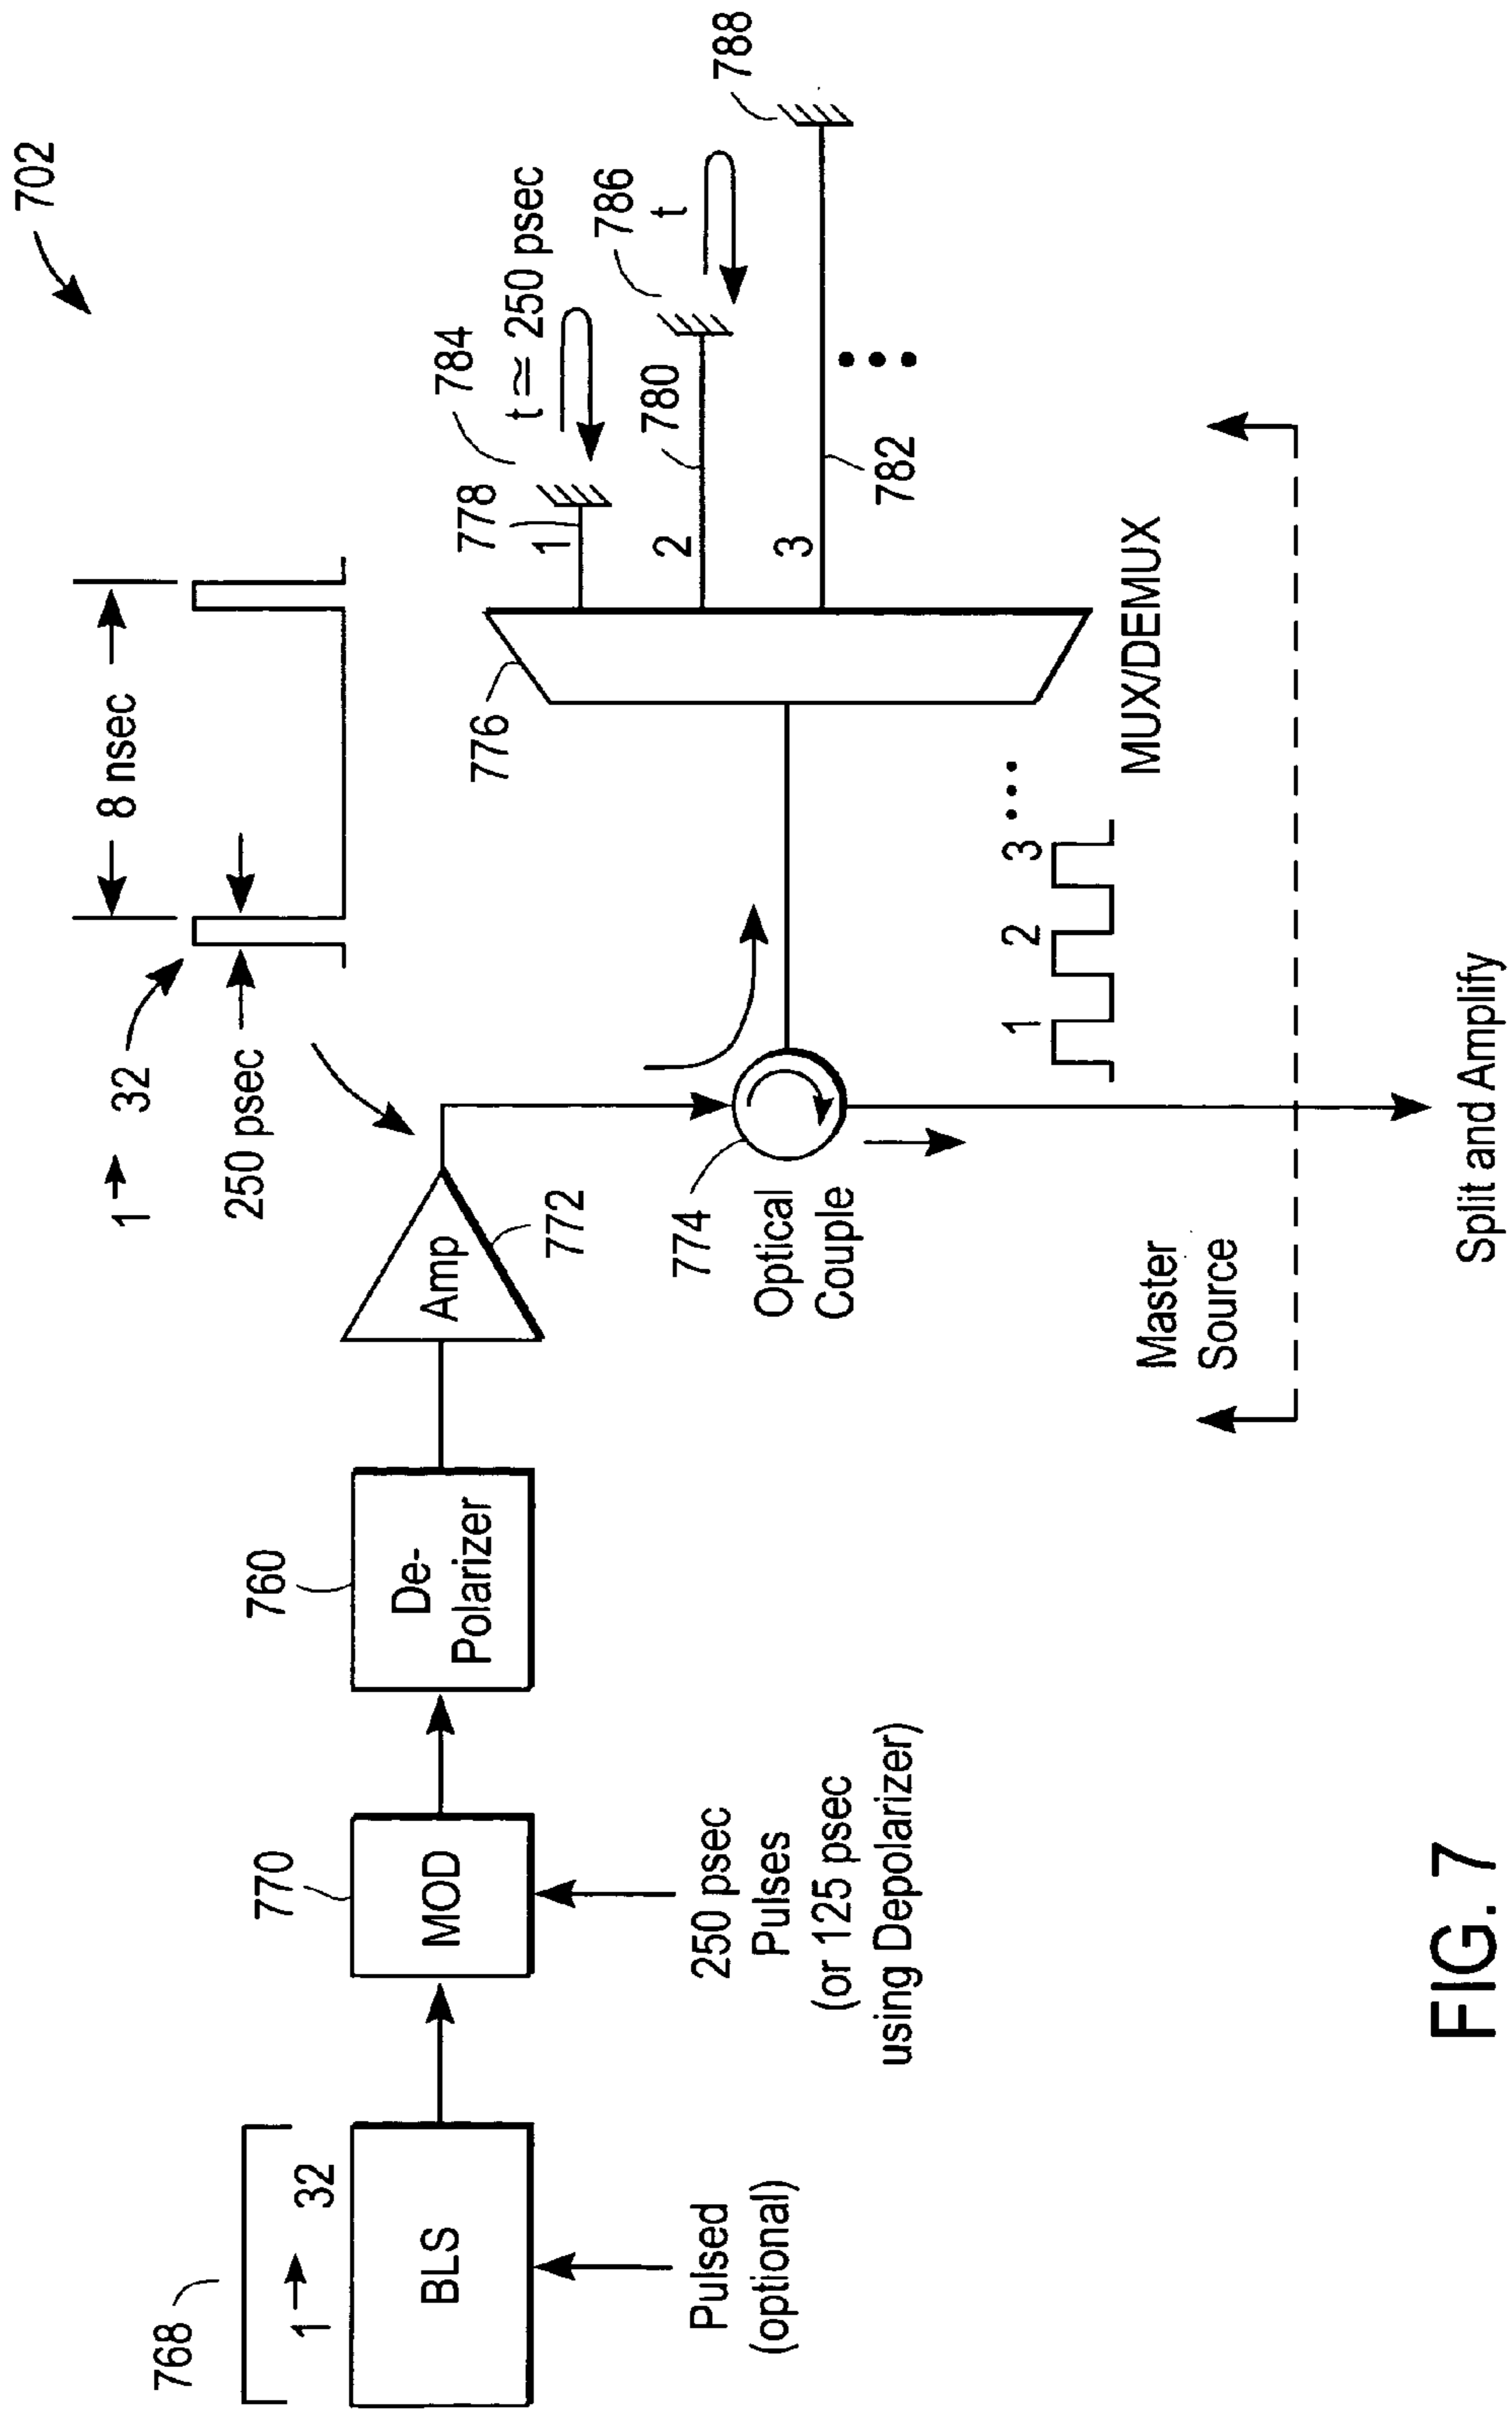 702
1 → 32
8 nsec
250 psec
768
1 → 32
BLS
Pulsed
(optional)
770
MOD
250 psec
Pulses
(or 125 psec
using Depolarizer)
760
De-
Polarizer
Amp
772
774
Optical
Couple
776
778
1
784
t ≃ 250 psec
2
780
786
t
3
782
788
1 2 3
MUX/DEMUX
Master
Source
Split and Amplify
FIG. 7